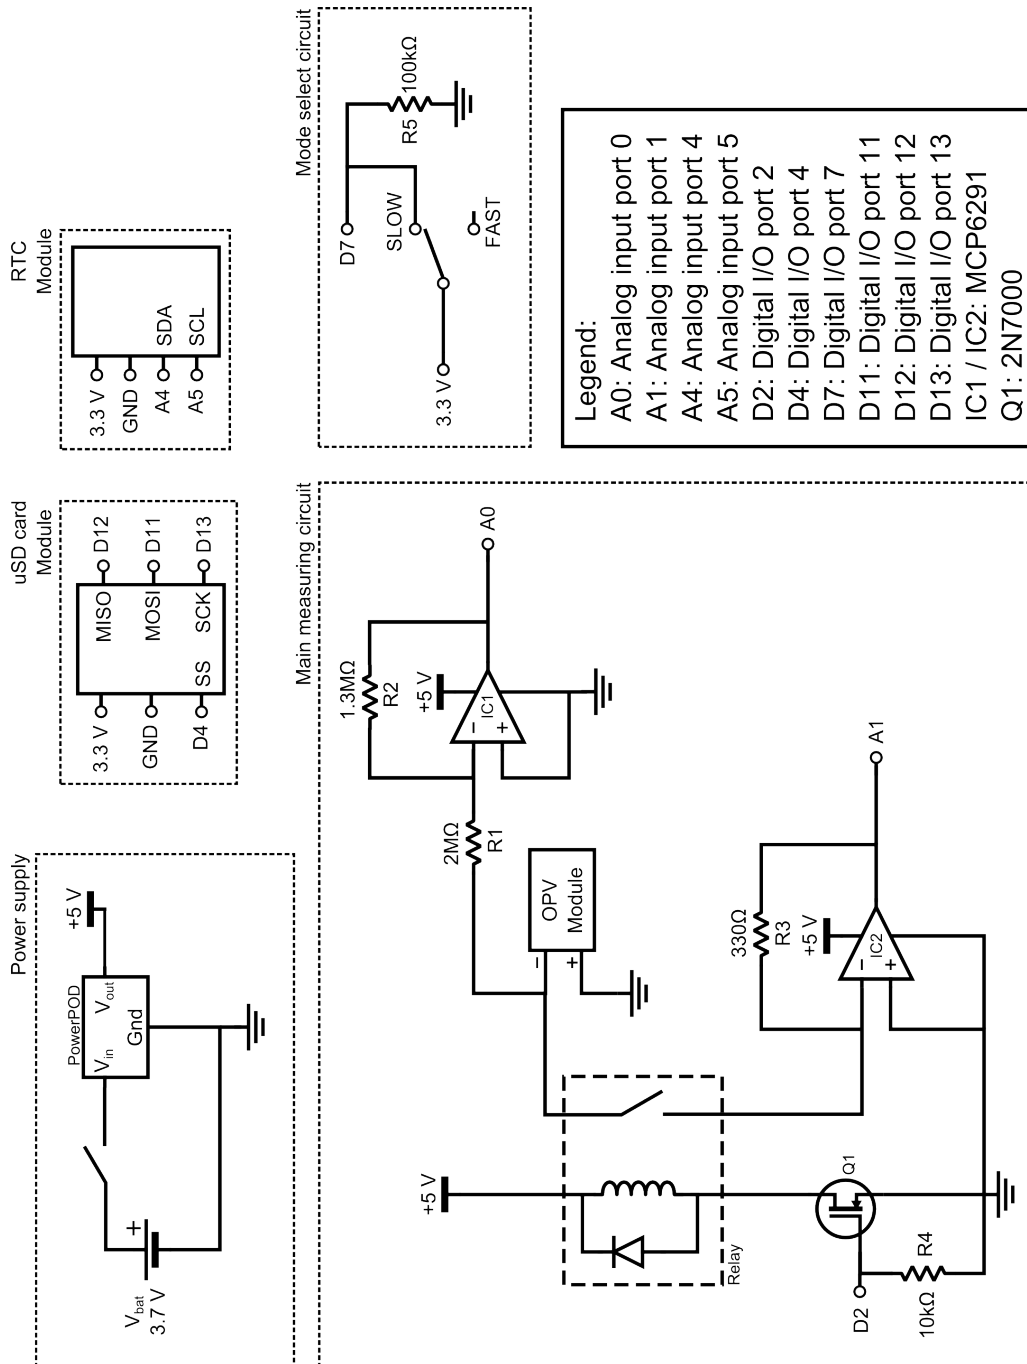 Power supply
V bat
3.7 V
+
PowerPOD
Vin
Vout
Gnd
+5 V
uSD card
Module
3.3 V
GND
D4
SS
MISO
MOSI
SCK
D12
D11
D13
RTC
Module
3.3 V
GND
A4
A5
SDA
SCL
Mode select circuit
3.3 V
D7
SLOW
FAST
R5
100kΩ
Main measuring circuit
+5 V
Relay
D2
10kΩ
R4
Q1
OPV
Module
−
+
2MΩ
R1
1.3MΩ
R2
+5 V
−
+
IC1
A0
330Ω
R3
+5 V
−
+
IC2
A1
Legend:
A0: Analog input port 0
A1: Analog input port 1
A4: Analog input port 4
A5: Analog input port 5
D2: Digital I/O port 2
D4: Digital I/O port 4
D7: Digital I/O port 7
D11: Digital I/O port 11
D12: Digital I/O port 12
D13: Digital I/O port 13
IC1 / IC2: MCP6291
Q1: 2N7000